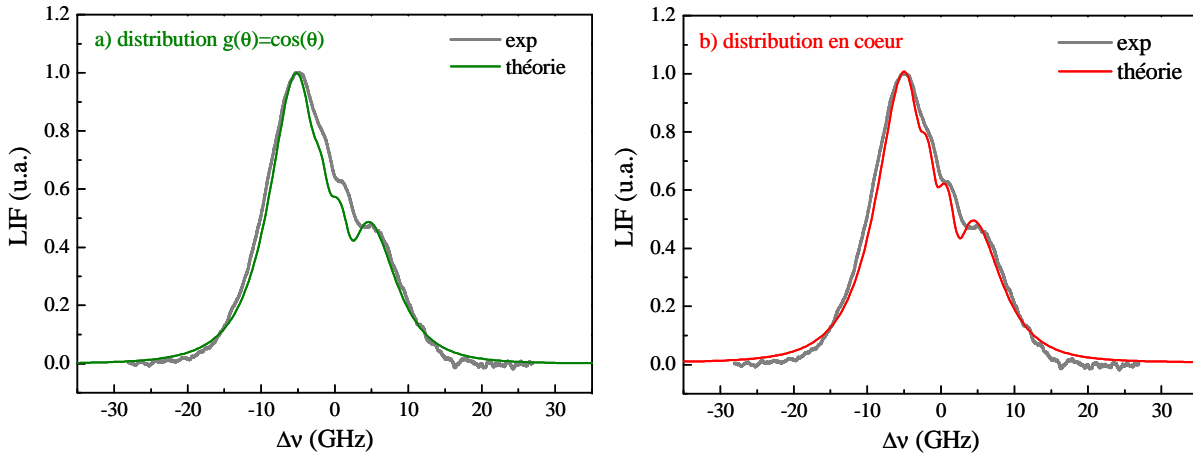 a) distribution g(θ)=cos(θ)
exp
théorie
LIF (u.a.)
1.2
1.0
0.8
0.6
0.4
0.2
0.0
-30 -20 -10 0 10 20 30
Δν (GHz)
b) distribution en coeur
exp
théorie
LIF (u.a.)
1.2
1.0
0.8
0.6
0.4
0.2
0.0
-30 -20 -10 0 10 20 30
Δν (GHz)